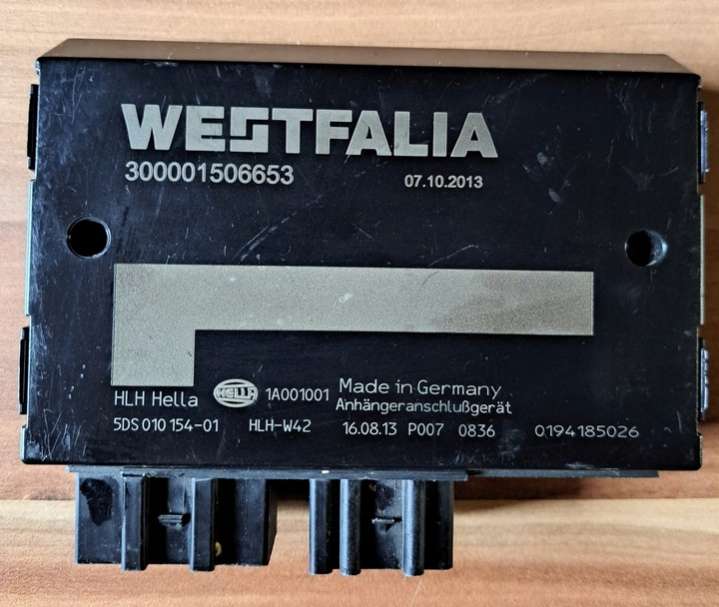 WESTFALIA
300001506653 07.10.2013
HLH Hella HELLA 1A001001 Made in Germany
Anhängeranschlußgerät
5DS 010 154-01 HLH-W42 16.08.13 P007 0836 0194185026